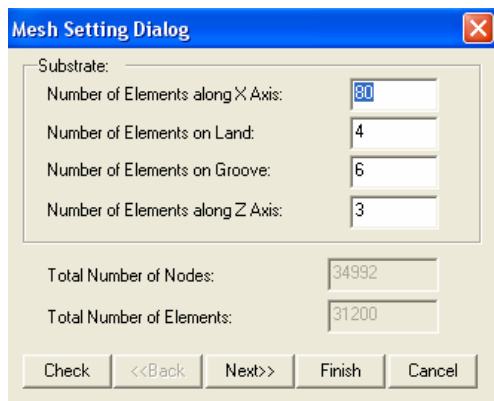 Mesh Setting Dialog
Substrate:
Number of Elements along X Axis: 80
Number of Elements on Land: 4
Number of Elements on Groove: 6
Number of Elements along Z Axis: 3
Total Number of Nodes: 34992
Total Number of Elements: 31200
Check <<Back Next>> Finish Cancel